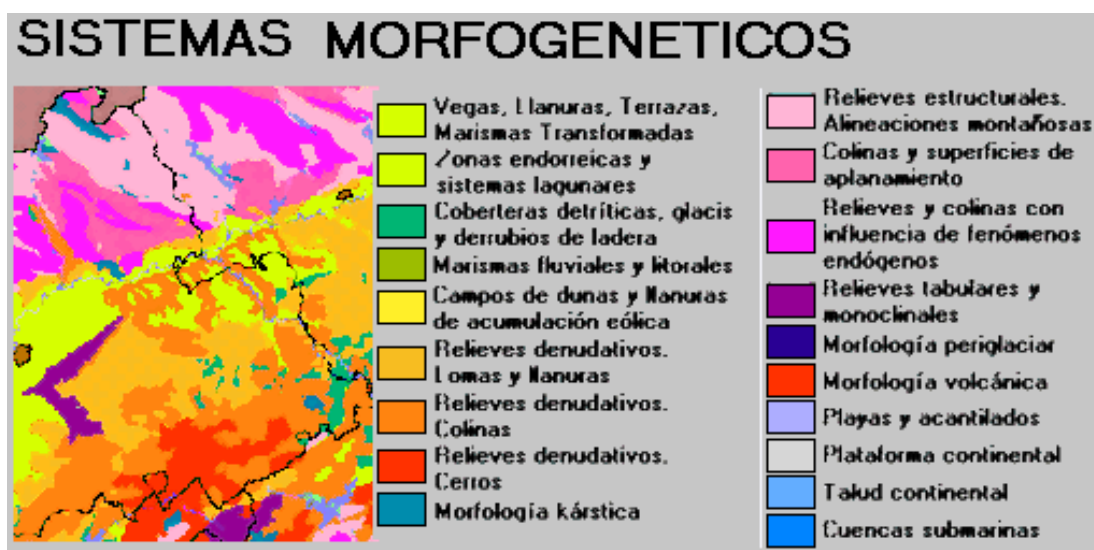 SISTEMAS MORFOGENETICOS
Vegas, Llanuras, Terrazas,
Marismas Transformadas
Zonas endorreícas y
sistemas lagunares
Coberteras detríticas, glacis
y derrubios de ladera
Marismas fluviales y litorales
Campos de dunas y llanuras
de acumulación eólica
Relieves denudativos.
Lomas y llanuras
Relieves denudativos.
Colinas
Relieves denudativos.
Cerros
Morfología kárstica
Relieves estructurales.
Alineaciones montañosas
Colinas y superficies de
aplanamiento
Relieves y colinas con
influencia de fenómenos
endógenos
Relieves tabulares y
monoclinales
Morfología periglaciar
Morfología volcánica
Playas y acantilados
Plataforma continental
Talud continental
Cuencas submarinas